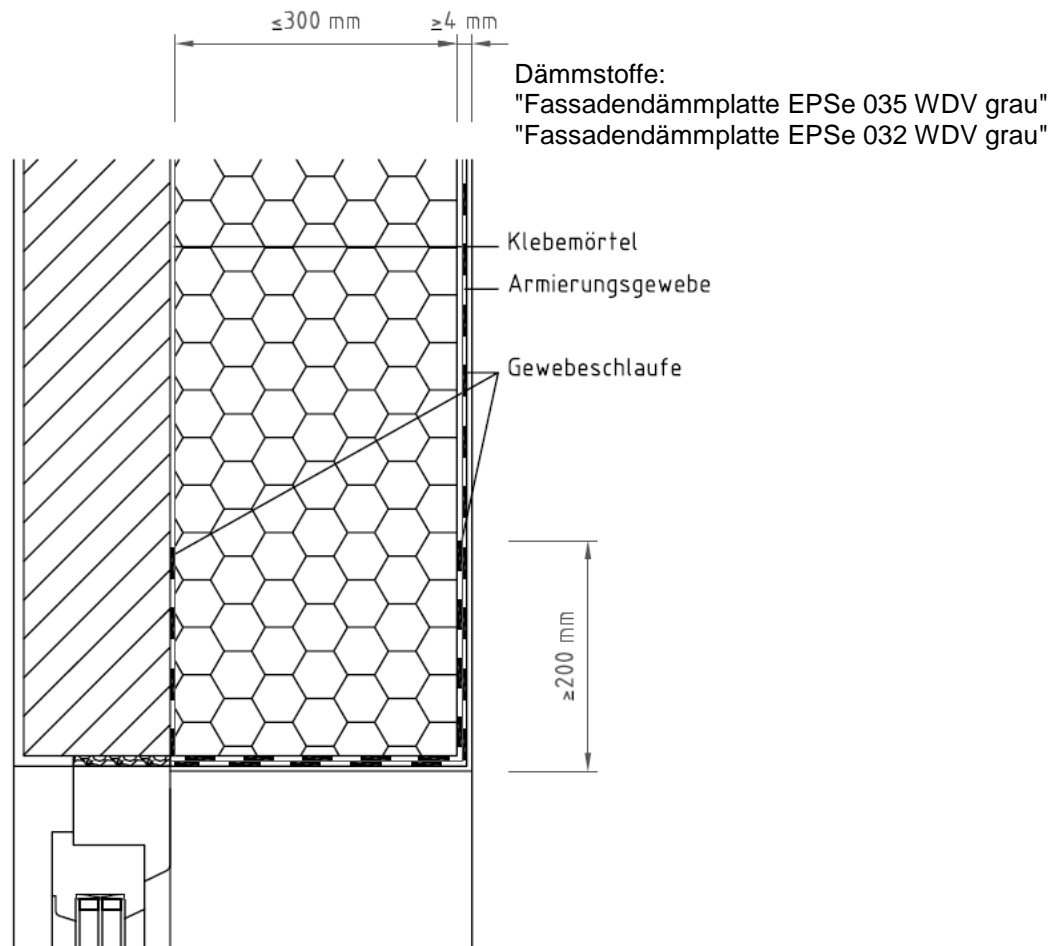 ≤300 mm
≥4 mm
Dämmstoffe:
"Fassadendämmplatte EPSe 035 WDV grau"
"Fassadendämmplatte EPSe 032 WDV grau"
Klebemörtel
Armierungsgewebe
Gewebeschlaufe
≥200 mm